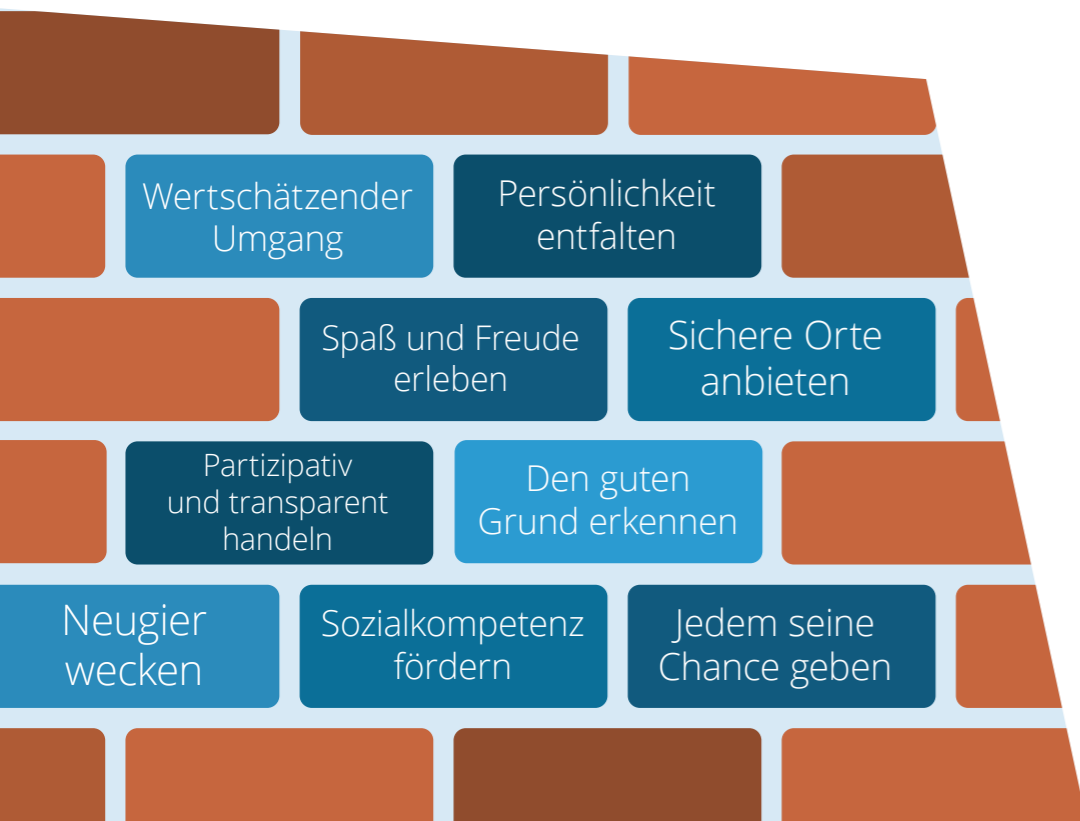 Wertschätzender
Umgang
Persönlichkeit
entfalten
Spaß und Freude
erleben
Sichere Orte
anbieten
Partizipativ
und transparent
handeln
Den guten
Grund erkennen
Neugier
wecken
Sozialkompetenz
fördern
Jedem seine
Chance geben